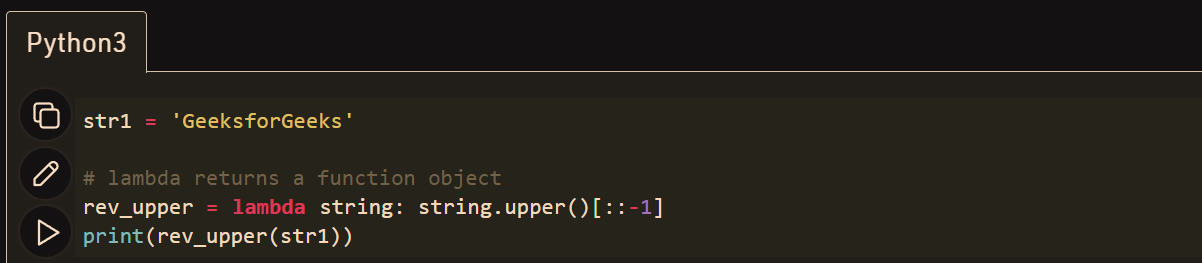 Python3
str1 = 'GeeksforGeeks'
# lambda returns a function object
rev_upper = lambda string: string.upper()[::-1]
print(rev_upper(str1))